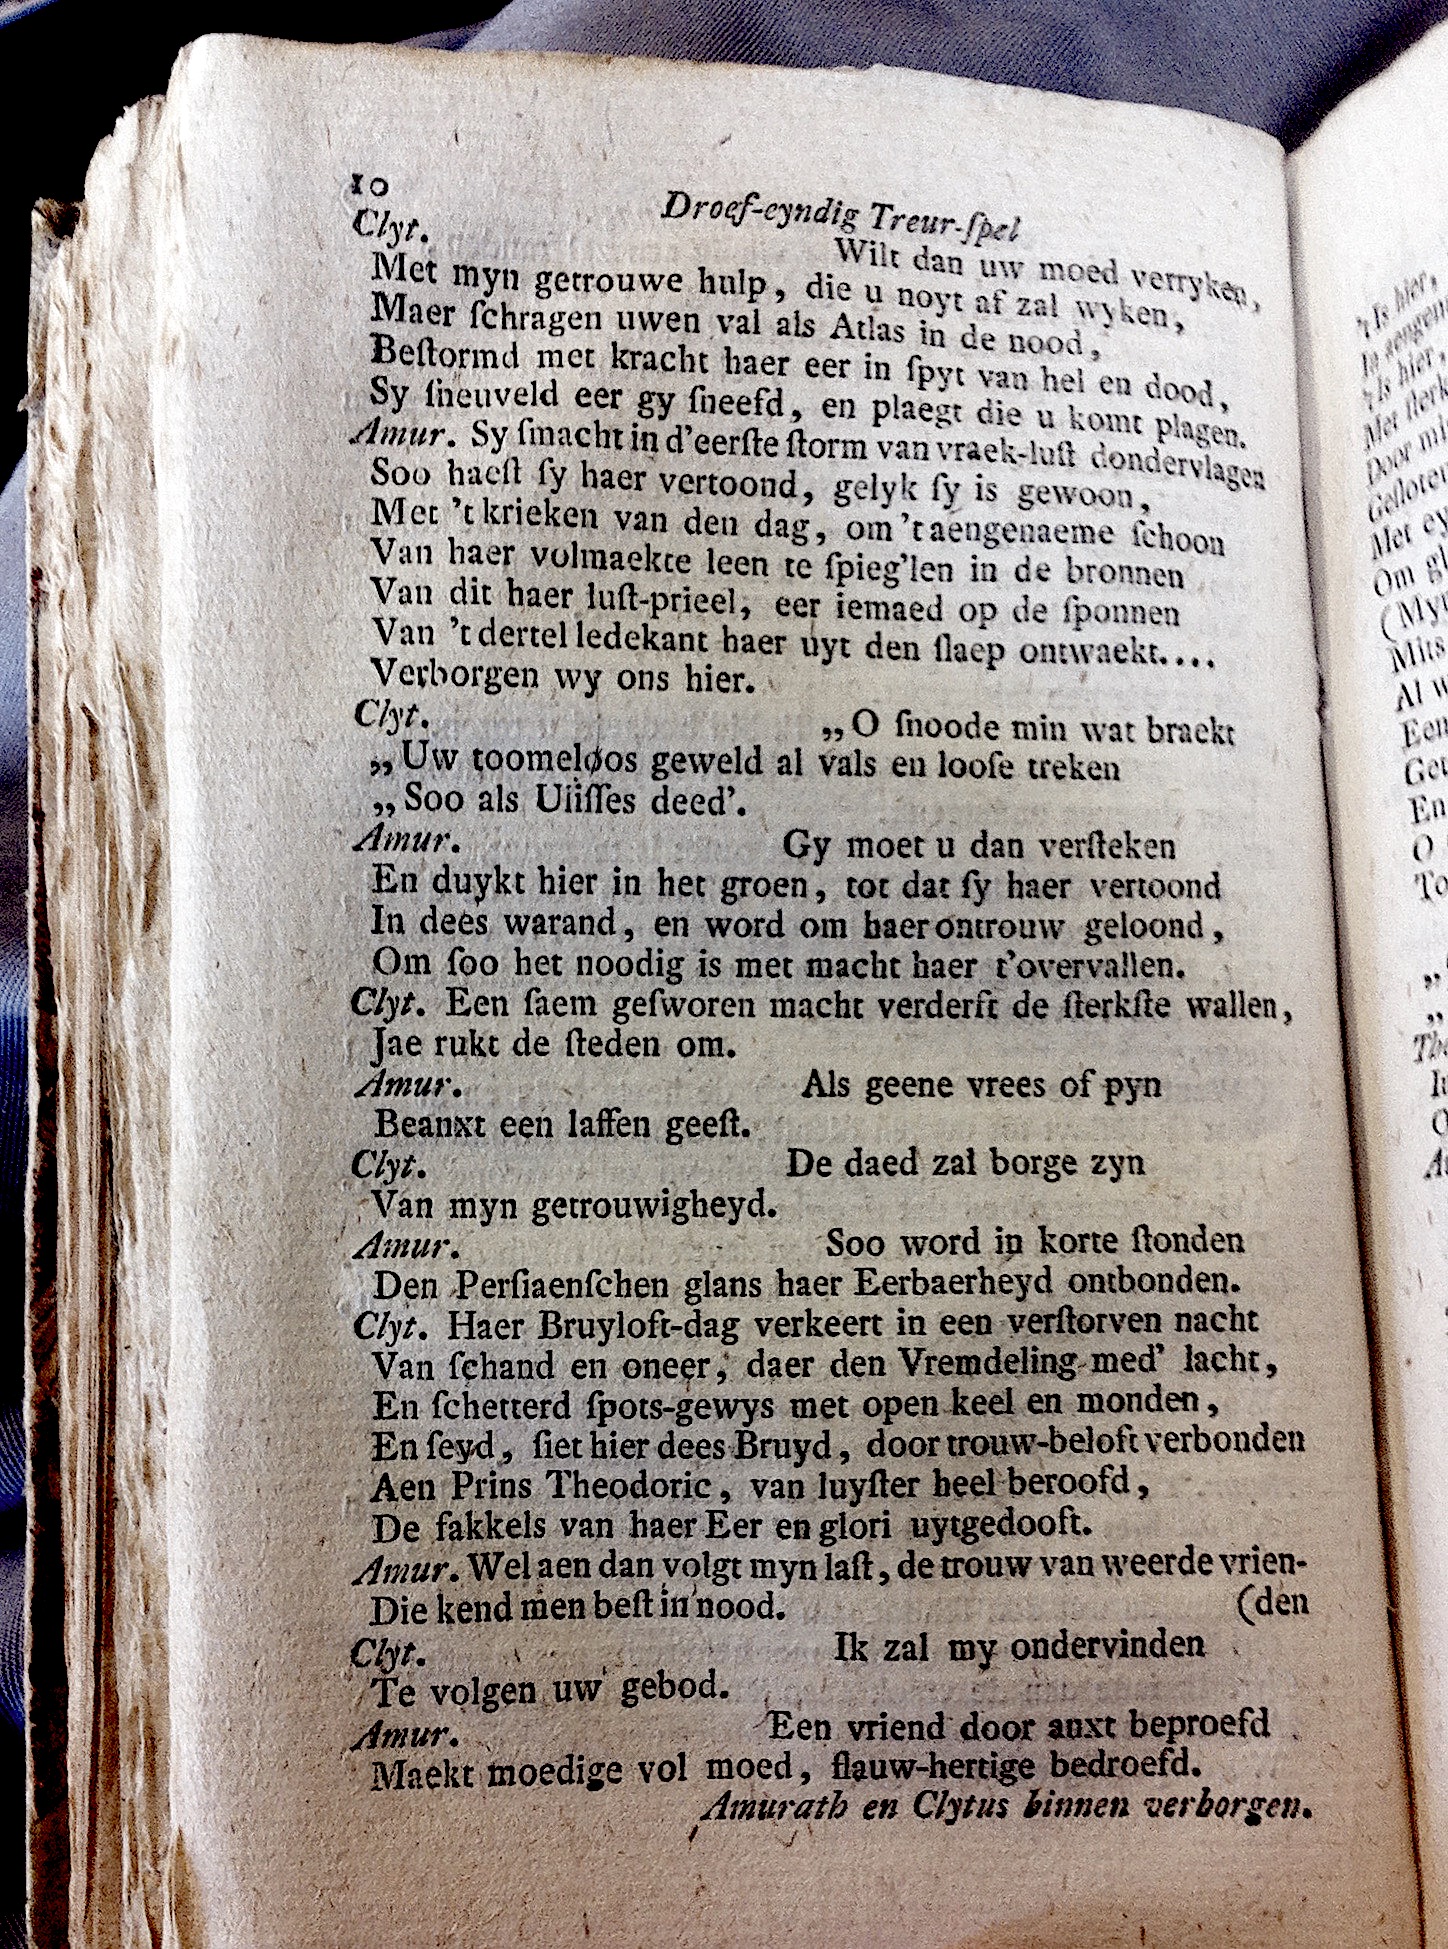 10
Droef-eyndig Treur-ſpel
Clyt.
Wilt dan uw moed verryken,
Met myn getrouwe hulp, die u noyt af zal wyken,
Maer ſchragen uwen val als Atlas in de nood,
Beſtormd met kracht haer eer in ſpyt van hel en dood,
Sy ſneuveld eer gy ſneefd, en plaegt die u komt plagen.
Amur. Sy ſmacht in d'eerſte ſtorm van vraek-luſt dondervlagen
Soo haeſt ſy haer vertoond, gelyk ſy is gewoon,
Met 't krieken van den dag, om 't aengenaeme ſchoon
Van haer volmaekte leen te ſpieg'len in de bronnen
Van dit haer luſt-prieel, eer iemaed op de ſponnen
Van 't dertel ledekant haer uyt den ſlaep ontwaekt....
Verborgen wy ons hier.
Clyt. ,,O ſnoode min wat braekt
,,Uw toomeloos geweld al vals en looſe treken
,,Soo als Uliſſes deed'.
Amur. Gy moet u dan verſteken
En duykt hier in het groen, tot dat ſy haer vertoond
In dees warand, en word om haer ontrouw geloond,
Om ſoo het noodig is met macht haer t'overvallen.
Clyt. Een ſaem geſworen macht verderft de ſterkſte wallen,
Jae rukt de ſteden om.
Amur. Als geene vrees of pyn
Beanxt een laffen geeſt.
Clyt. De daed zal borge zyn
Van myn getrouwigheyd.
Amur. Soo word in korte ſtonden
Den Perſiaenſchen glans haer Eerbaerheyd ontbonden.
Clyt. Haer Bruyloft-dag verkeert in een verſtorven nacht
Van ſchand en oneer, daer den Vremdeling med' lacht,
En ſchetterd ſpots-gewys met open keel en monden,
En ſeyd, ſiet hier dees Bruyd, door trouw-beloft verbonden
Aen Prins Theodoric, van luyſter heel beroofd,
De fakkels van haer Eer en glori uytgedooft.
Amur. Wel aen dan volgt myn laſt, de trouw van weerde vrien-
Die kend men beſt in nood. (den
Clyt. Ik zal my ondervinden
Te volgen uw gebod.
Amur. Een vriend door anxt beproefd
Maekt moedige vol moed, flauw-hertige bedroefd.
Amurath en Clytus binnen verborgen.